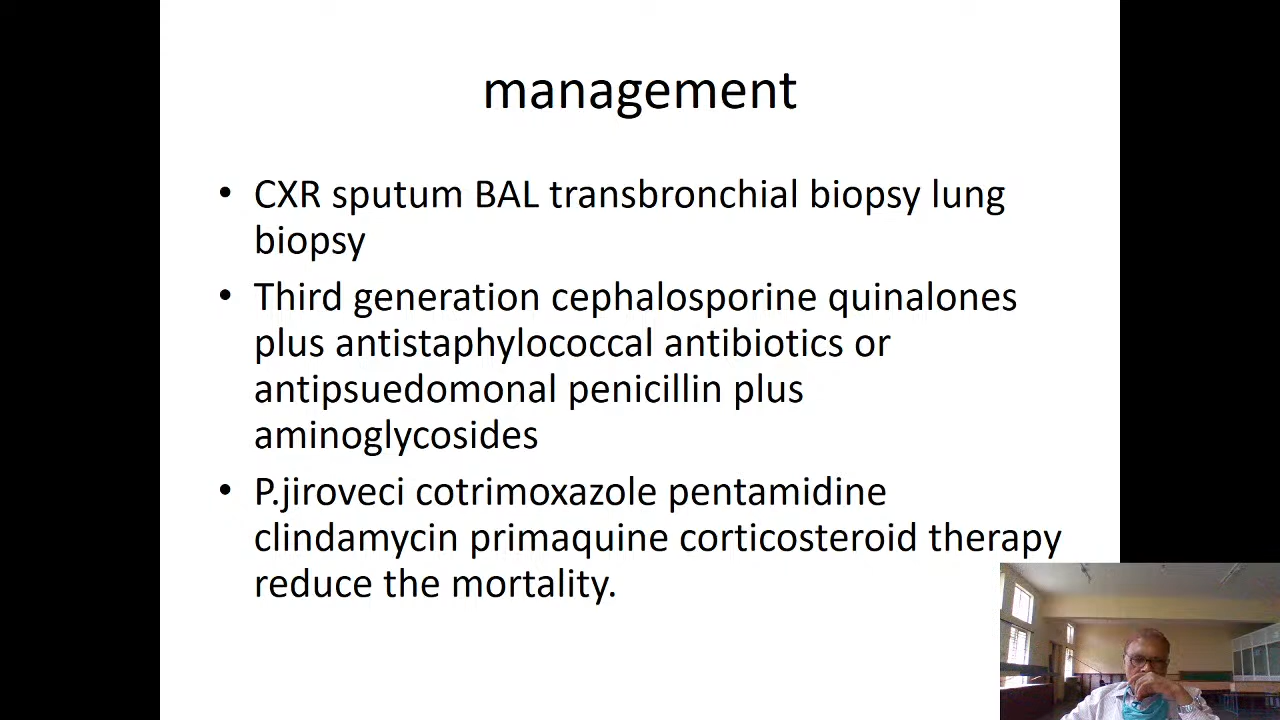 management
• CXR sputum BAL transbronchial biopsy lung
biopsy
• Third generation cephalosporine quinalones
plus antistaphylococcal antibiotics or
antipsuedomonal penicillin plus
aminoglycosides
• P.jiroveci cotrimoxazole pentamidine
clindamycin primaquine corticosteroid therapy
reduce the mortality.